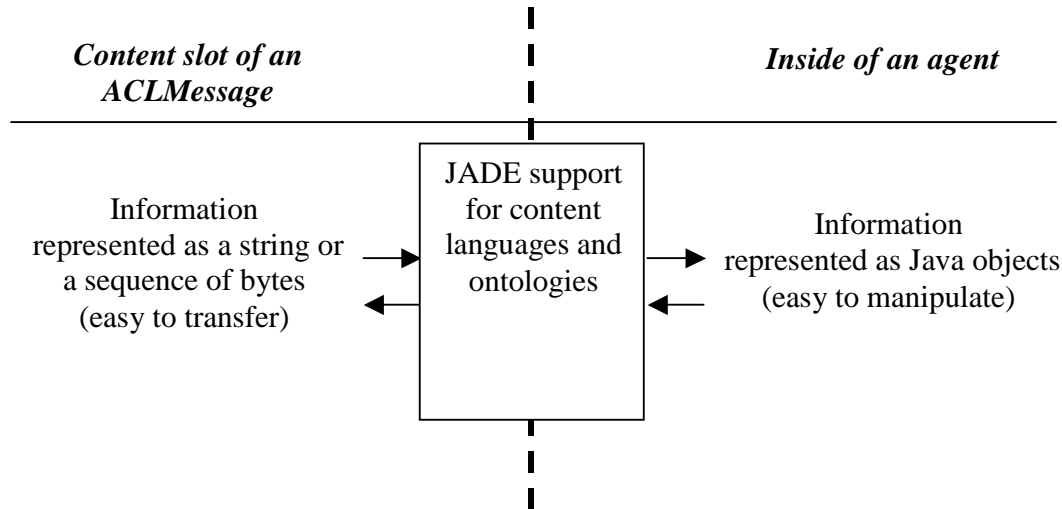 Content slot of an
ACLMessage
Inside of an agent
Information
represented as a string or
a sequence of bytes
(easy to transfer)
JADE support
for content
languages and
ontologies
Information
represented as Java objects
(easy to manipulate)